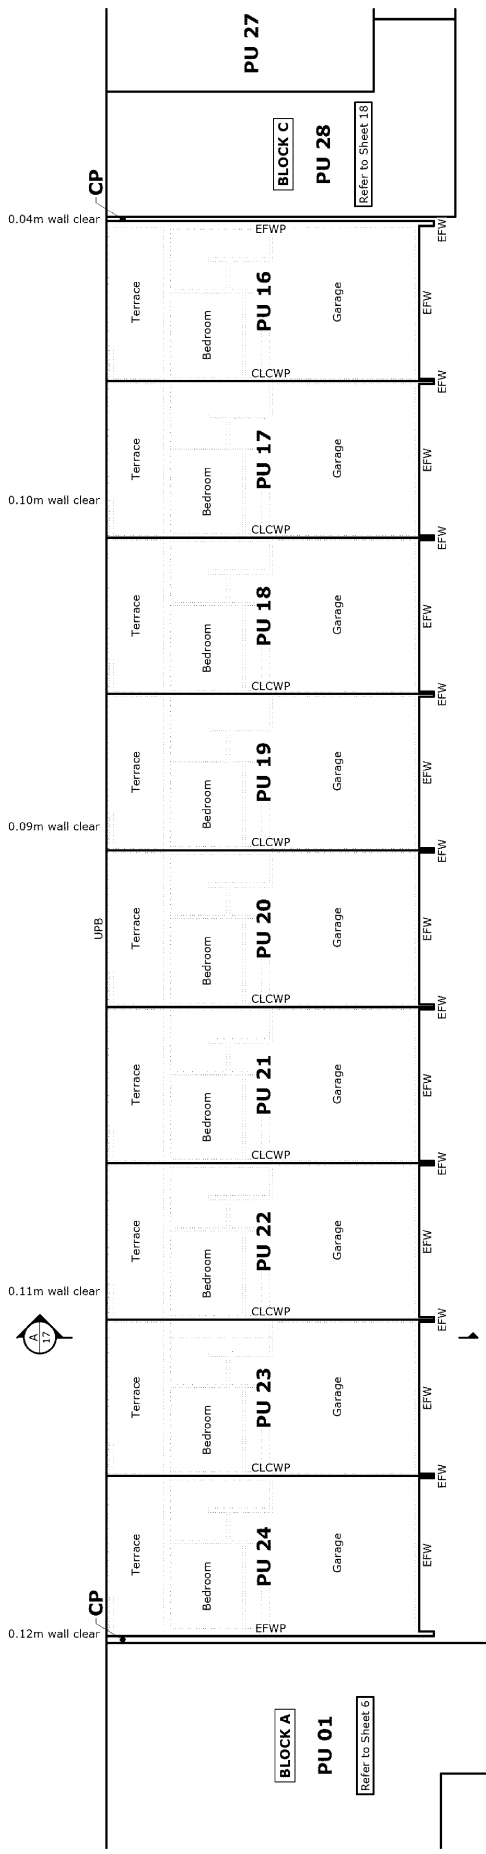 PU 27
BLOCK C
PU 28
Refer to Sheet 18
CP
0.04m wall clear
EFWP
EFW
Terrace
Bedroom
PU 16
Garage
EFW
CLCWP
EFW
Terrace
Bedroom
PU 17
Garage
EFW
0.10m wall clear
CLCWP
EFW
Terrace
Bedroom
PU 18
Garage
EFW
CLCWP
EFW
Terrace
Bedroom
PU 19
Garage
EFW
0.09m wall clear
CLCWP
EFW
UPB
Terrace
Bedroom
PU 20
Garage
EFW
CLCWP
EFW
Terrace
Bedroom
PU 21
Garage
EFW
CLCWP
EFW
Terrace
Bedroom
PU 22
Garage
EFW
0.11m wall clear
CLCWP
EFW
A
17
Terrace
Bedroom
PU 23
Garage
EFW
CLCWP
EFW
Terrace
Bedroom
PU 24
Garage
EFW
CP
0.12m wall clear
EFWP
BLOCK A
PU 01
Refer to Sheet 6